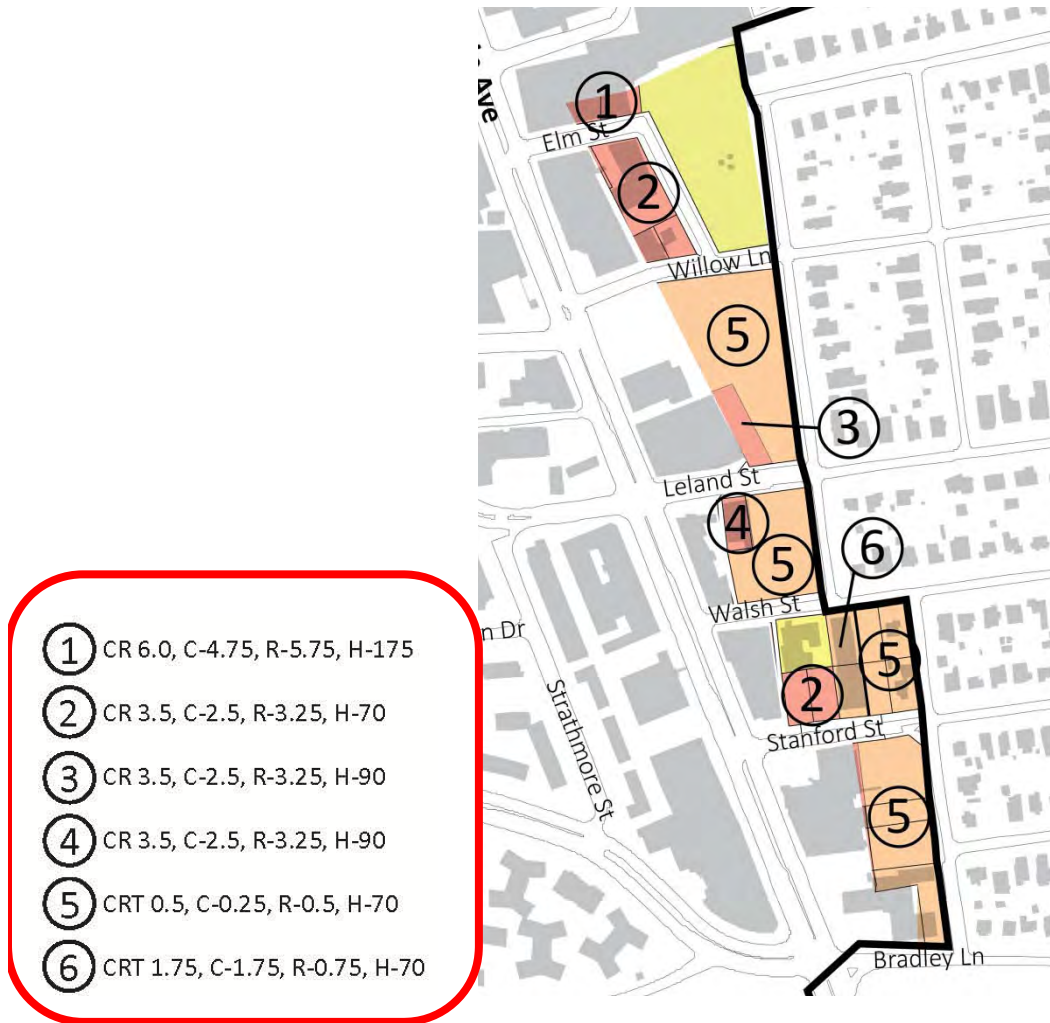 Ave
1
Elm St
2
Willow Ln
5
3
Leland St
4
5
6
Walsh St
5
2
Stanford St
Strathmore St
5
Bradley Ln
1 CR 6.0, C-4.75, R-5.75, H-175
2 CR 3.5, C-2.5, R-3.25, H-70
3 CR 3.5, C-2.5, R-3.25, H-90
4 CR 3.5, C-2.5, R-3.25, H-90
5 CRT 0.5, C-0.25, R-0.5, H-70
6 CRT 1.75, C-1.75, R-0.75, H-70
n Dr